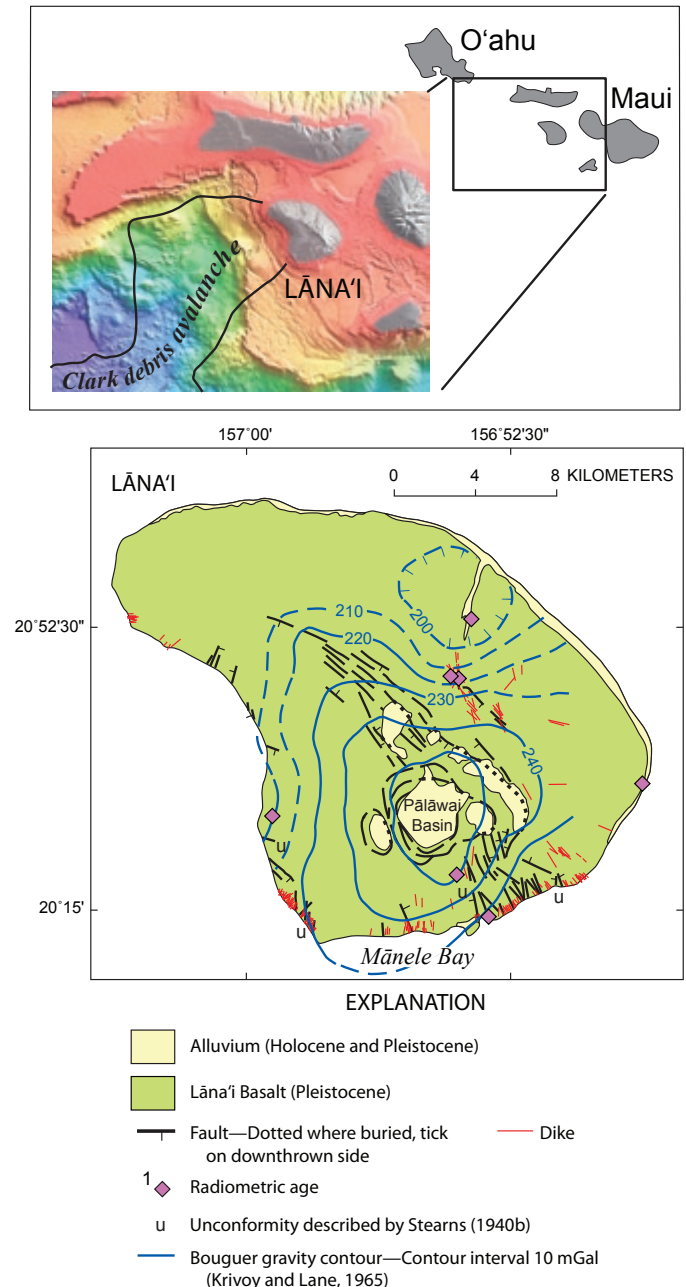 O‘ahu
Maui
LĀNA‘I
Clark debris avalanche
157°00'
156°52'30"
LĀNA‘I
0 4 8 KILOMETERS
20°52'30"
210
220
200
230
240
Pālāwai
Basin
u
u
u
u
20°15'
Mānele Bay
EXPLANATION
Alluvium (Holocene and Pleistocene)
Lāna‘i Basalt (Pleistocene)
Fault—Dotted where buried, tick
on downthrown side
Dike
1
Radiometric age
u Unconformity described by Stearns (1940b)
Bouguer gravity contour—Contour interval 10 mGal
(Krivoy and Lane, 1965)